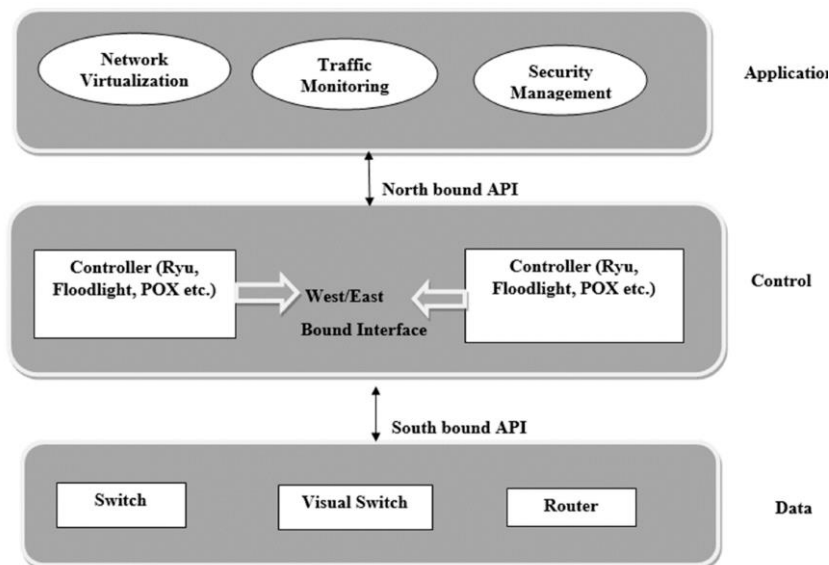 Network
Virtualization
Traffic
Monitoring
Security
Management
Application
North bound API
Controller (Ryu,
Floodlight, POX etc.)
West/East
Bound Interface
Controller (Ryu,
Floodlight, POX etc.)
Control
South bound API
Switch
Visual Switch
Router
Data